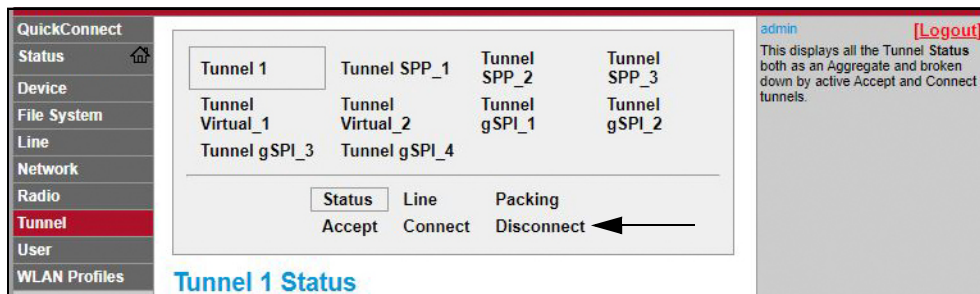 QuickConnect
Status
Device
File System
Line
Network
Radio
Tunnel
User
WLAN Profiles
Tunnel 1
Tunnel SPP_1
Tunnel
SPP_2
Tunnel
SPP_3
Tunnel
Virtual_1
Tunnel
Virtual_2
Tunnel
gSPI_1
Tunnel
gSPI_2
Tunnel gSPI_3
Tunnel gSPI_4
Status Line Packing
Accept Connect Disconnect
Tunnel 1 Status
admin [Logout]
This displays all the Tunnel Status
both as an Aggregate and broken
down by active Accept and Connect
tunnels.